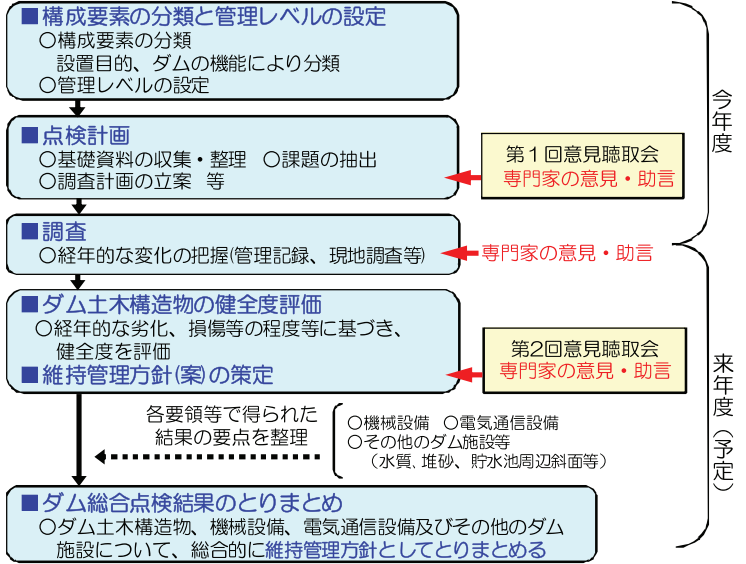 ■構成要素の分類と管理レベルの設定
○構成要素の分類
設置目的、ダムの機能により分類
○管理レベルの設定
■点検計画
○基礎資料の収集・整理　○課題の抽出
○調査計画の立案　等
第１回意見聴取会
専門家の意見・助言
今年度
■調査
○経年的な変化の把握(管理記録、現地調査等)
専門家の意見・助言
■ダム土木構造物の健全度評価
○経年的な劣化、損傷等の程度等に基づき、
健全度を評価
■維持管理方針(案)の策定
第2回意見聴取会
専門家の意見・助言
来年度（予定）
各要領等で得られた
結果の要点を整理
○機械設備　○電気通信設備
○その他のダム施設等
（水質、堆砂、貯水池周辺斜面等）
■ダム総合点検結果のとりまとめ
○ダム土木構造物、機械設備、電気通信設備及びその他のダム
施設について、総合的に維持管理方針としてとりまとめる